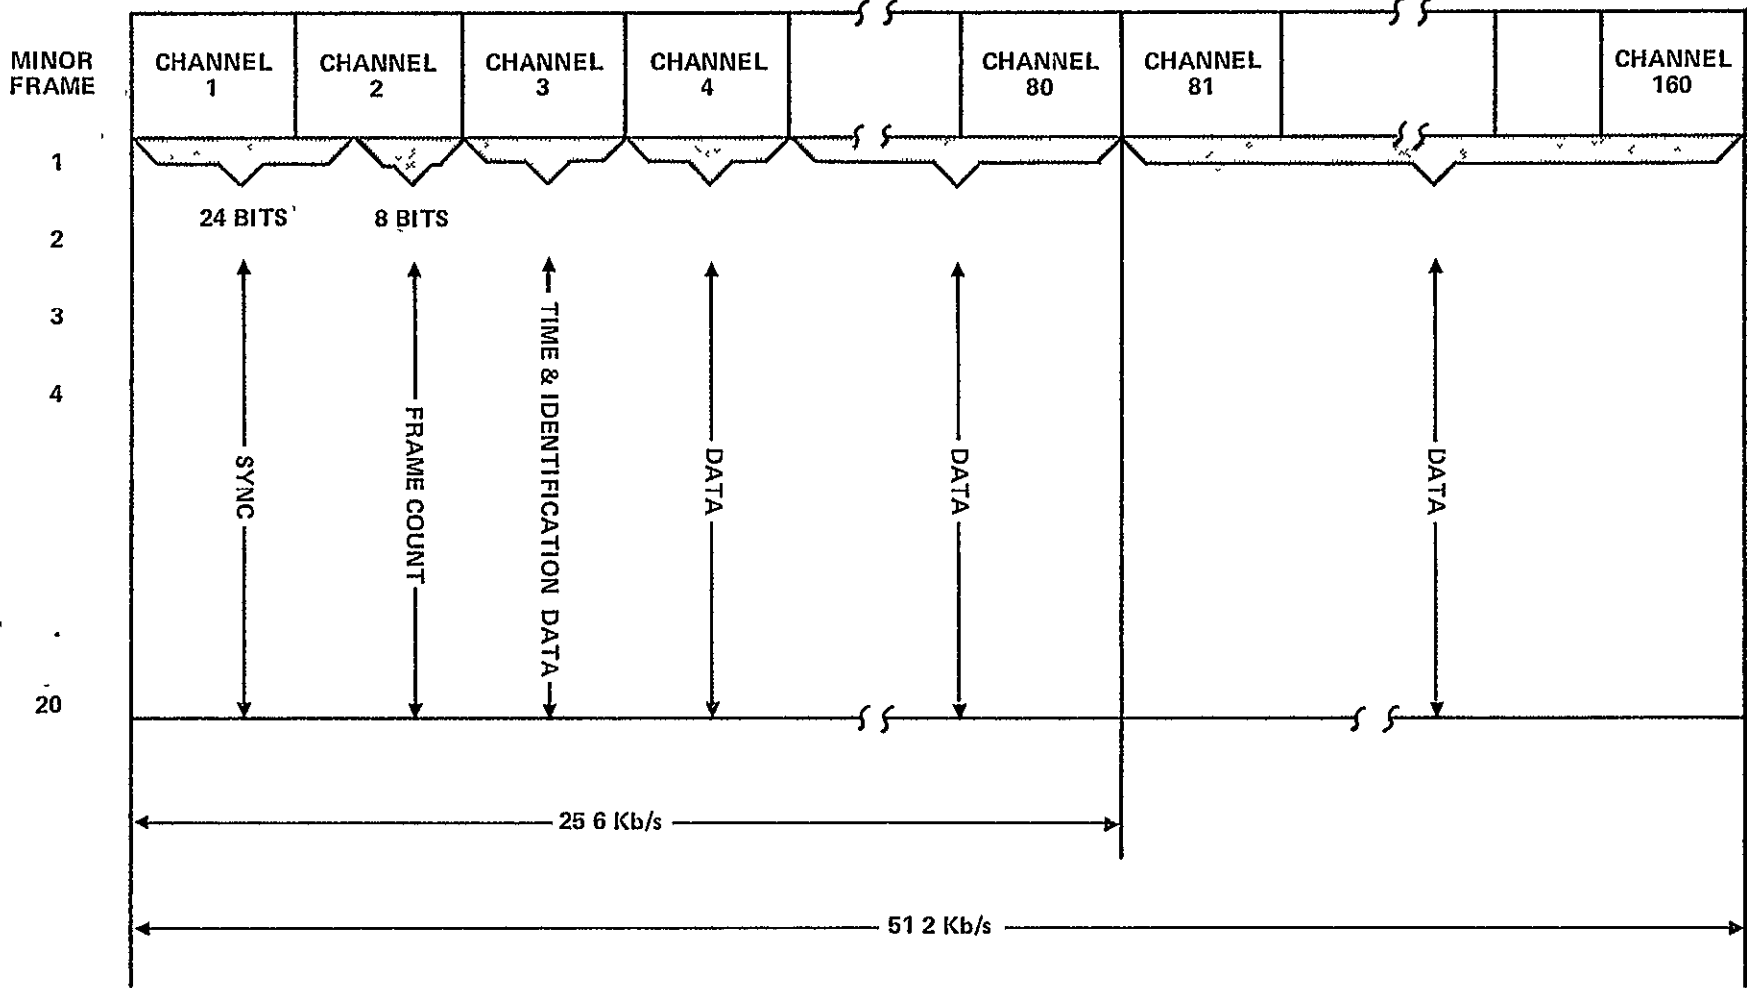 MINOR
FRAME
CHANNEL
1
CHANNEL
2
CHANNEL
3
CHANNEL
4
CHANNEL
80
CHANNEL
81
CHANNEL
160
1
24 BITS
8 BITS
2
3
4
20
SYNC
FRAME COUNT
TIME & IDENTIFICATION DATA
DATA
DATA
DATA
25 6 Kb/s
51 2 Kb/s